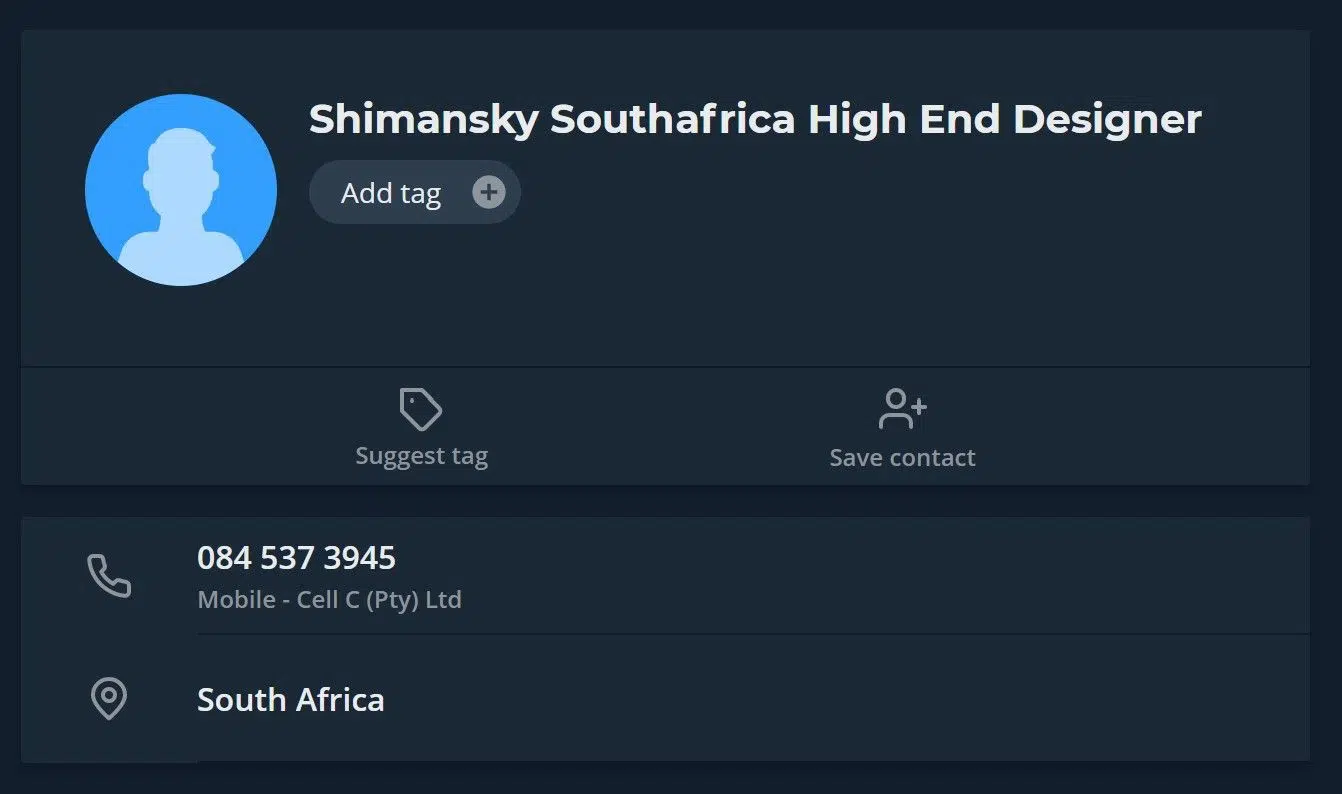 Shimansky Southafrica High End Designer
Add tag
Suggest tag
Save contact
084 537 3945
Mobile - Cell C (Pty) Ltd
South Africa